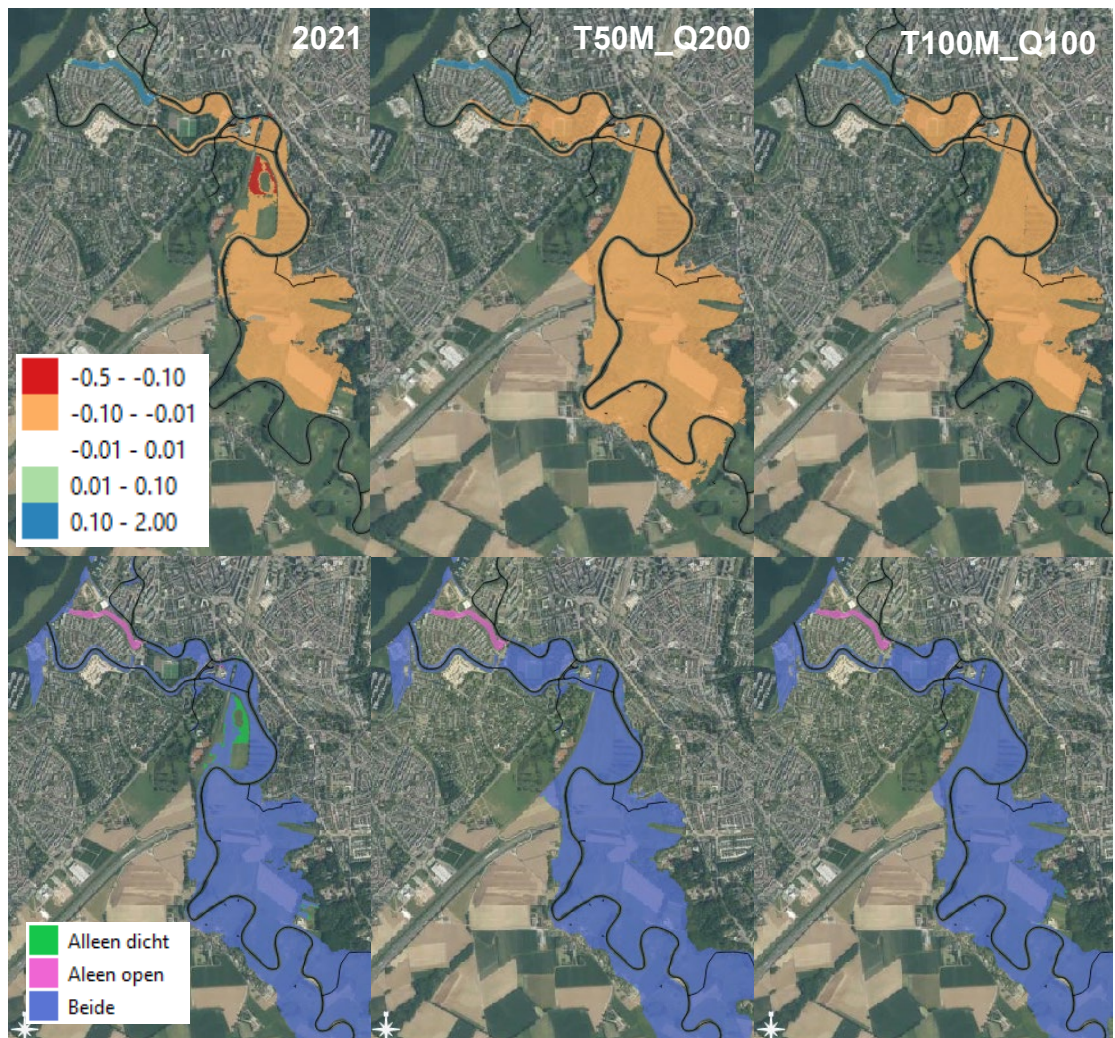 2021
T50M_Q200
T100M_Q100
-0.5 - -0.10
-0.10 - -0.01
-0.01 - 0.01
0.01 - 0.10
0.10 - 2.00
Alleen dicht
Aleen open
Beide